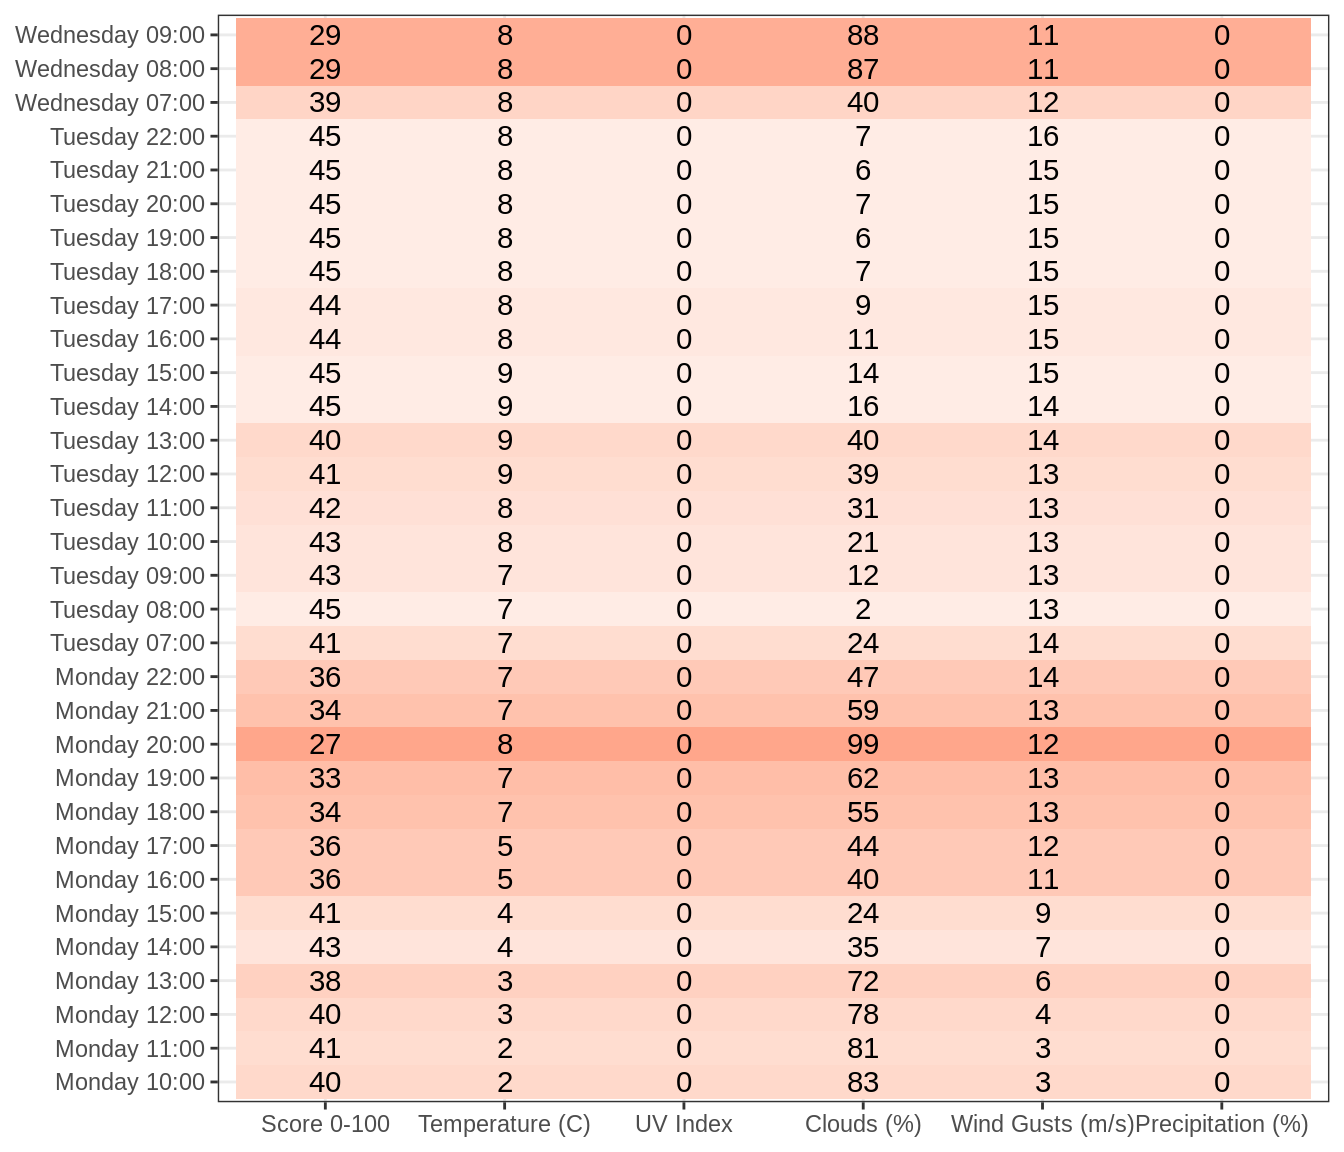 Wednesday 09:00 29 8 0 88 11 0
Wednesday 08:00 29 8 0 87 11 0
Wednesday 07:00 39 8 0 40 12 0
Tuesday 22:00 45 8 0 7 16 0
Tuesday 21:00 45 8 0 6 15 0
Tuesday 20:00 45 8 0 7 15 0
Tuesday 19:00 45 8 0 6 15 0
Tuesday 18:00 45 8 0 7 15 0
Tuesday 17:00 44 8 0 9 15 0
Tuesday 16:00 44 8 0 11 15 0
Tuesday 15:00 45 9 0 14 15 0
Tuesday 14:00 45 9 0 16 14 0
Tuesday 13:00 40 9 0 40 14 0
Tuesday 12:00 41 9 0 39 13 0
Tuesday 11:00 42 8 0 31 13 0
Tuesday 10:00 43 8 0 21 13 0
Tuesday 09:00 43 7 0 12 13 0
Tuesday 08:00 45 7 0 2 13 0
Tuesday 07:00 41 7 0 24 14 0
Monday 22:00 36 7 0 47 14 0
Monday 21:00 34 7 0 59 13 0
Monday 20:00 27 8 0 99 12 0
Monday 19:00 33 7 0 62 13 0
Monday 18:00 34 7 0 55 13 0
Monday 17:00 36 5 0 44 12 0
Monday 16:00 36 5 0 40 11 0
Monday 15:00 41 4 0 24 9 0
Monday 14:00 43 4 0 35 7 0
Monday 13:00 38 3 0 72 6 0
Monday 12:00 40 3 0 78 4 0
Monday 11:00 41 2 0 81 3 0
Monday 10:00 40 2 0 83 3 0
Score 0-100 Temperature (C) UV Index Clouds (%) Wind Gusts (m/s) Precipitation (%)